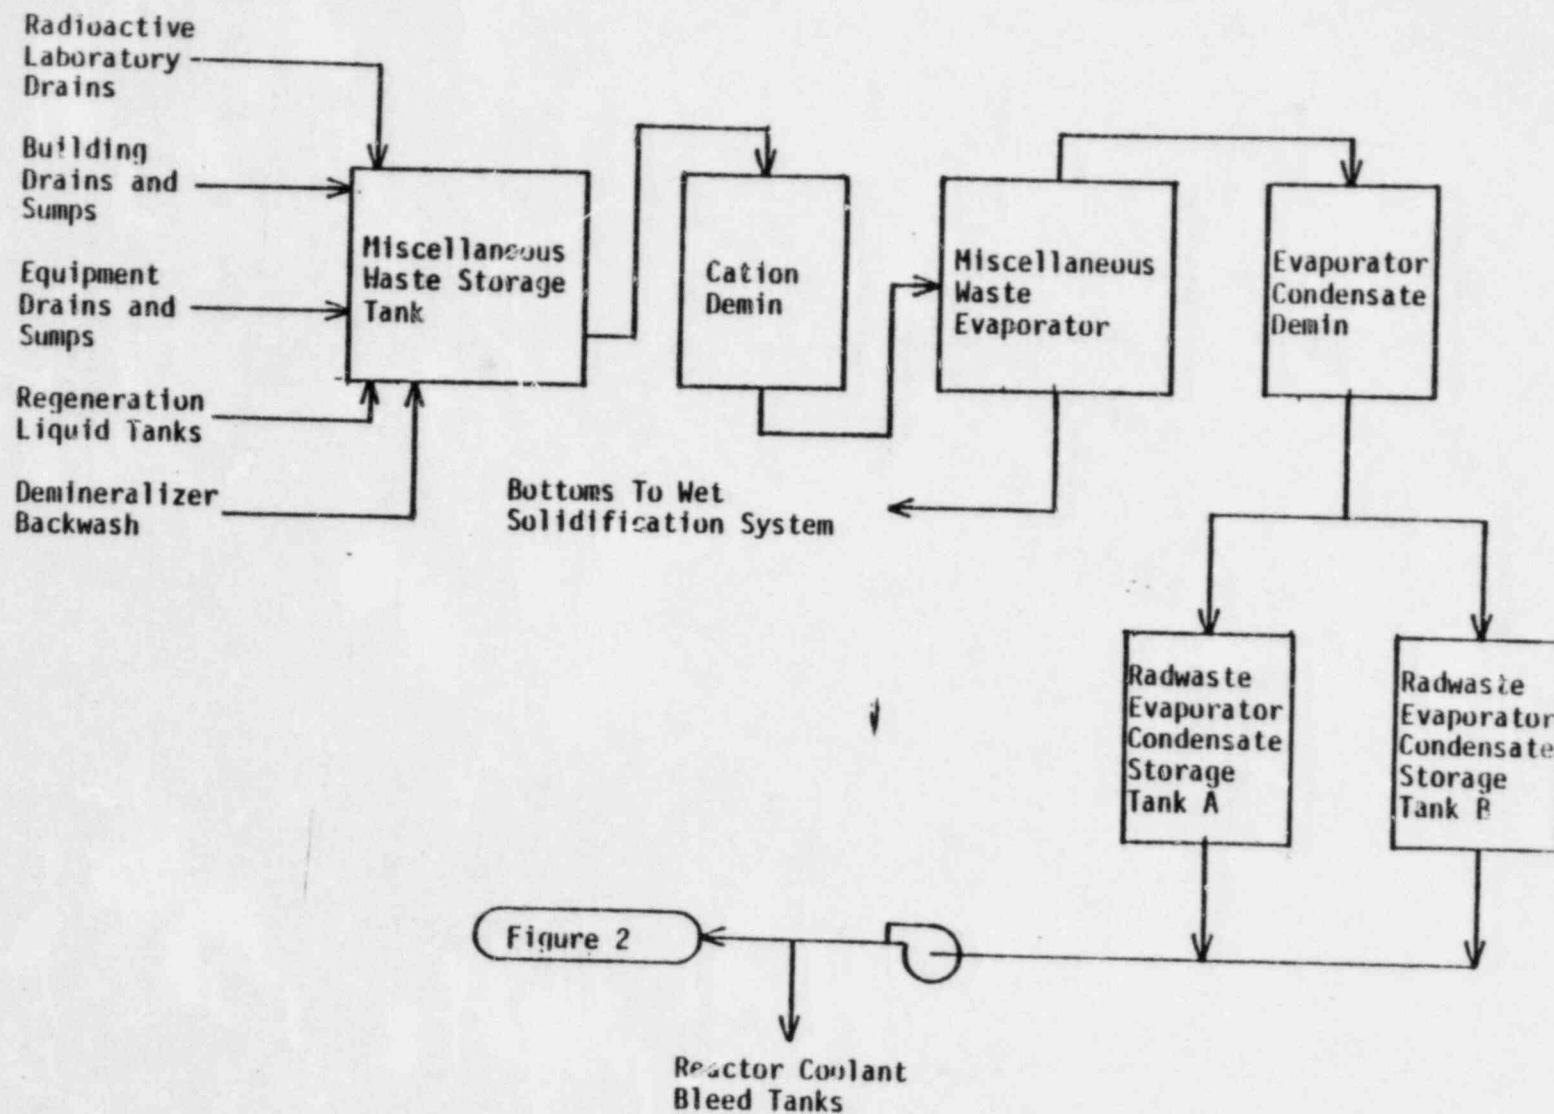 Radioactive
Laboratory
Drains
Building
Drains and
Sumps
Equipment
Drains and
Sumps
Regeneration
Liquid Tanks
Demineralizer
Backwash
Miscellaneous
Waste Storage
Tank
Cation
Demin
Miscellaneous
Waste
Evaporator
Evaporator
Condensate
Demin
Bottoms To Wet
Solidification System
Radwaste
Evaporator
Condensate
Storage
Tank A
Radwaste
Evaporator
Condensate
Storage
Tank B
Figure 2
Reactor Coolant
Bleed Tanks